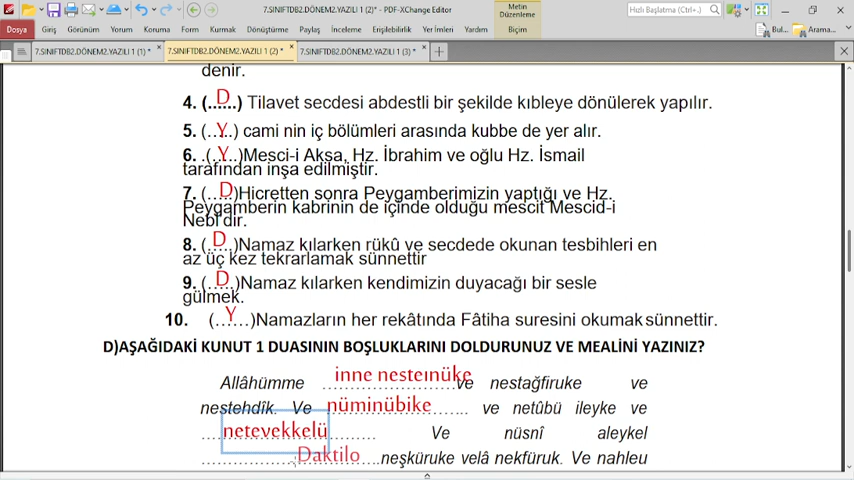 7.SINIFTDB2.DÖNEM2.YAZILI 1 (2)* - PDF-XChange Editor
Metin Düzenleme
Hızlı Başlatma (Ctrl+.)
Dosya Giriş Görünüm Yorum Koruma Form Kurmak Döndürme Paylaş İnceleme Erişilebilirlik Yer İmleri Yardım Biçim Bul... Arama...
7.SINIFTDB2.DÖNEM2.YAZILI 1 (1) * 7.SINIFTDB2.DÖNEM2.YAZILI 1 (2) * 7.SINIFTDB2.DÖNEM2.YAZILI 1 (3) *
denir.
4. (..D...) Tilavet secdesi abdestli bir şekilde kıbleye dönülerek yapılır.
5. (..Y..) cami nin iç bölümleri arasında kubbe de yer alır.
6. .(..Y..)Mesci-i Aksa, Hz. İbrahim ve oğlu Hz. İsmail
tarafından inşa edilmiştir.
7. (..D..)Hicretten sonra Peygamberimizin yaptığı ve Hz.
Peygamberin kabrinin de içinde olduğu mescit Mescid-i
Nebi'dir.
8. (..D..)Namaz kılarken rükû ve secdede okunan tesbihleri en
az üç kez tekrarlamak sünnettir
9. (..D..)Namaz kılarken kendimizin duyacağı bir sesle
gülmek.
10. (..Y...)Namazların her rekâtında Fâtiha suresini okumak sünnettir.
D)AŞAĞIDAKİ KUNUT 1 DUASININ BOŞLUKLARINI DOLDURUNUZ VE MEALİNİ YAZINIZ?
Allâhümme inne nesteınüke ve nestağfiruke ve
nestehdîk. Ve nüminübike ve netûbü ileyke ve
netevekkelü Ve nüsnî aleykel
Daktilo neşküruke velâ nekfüruk. Ve nahleu